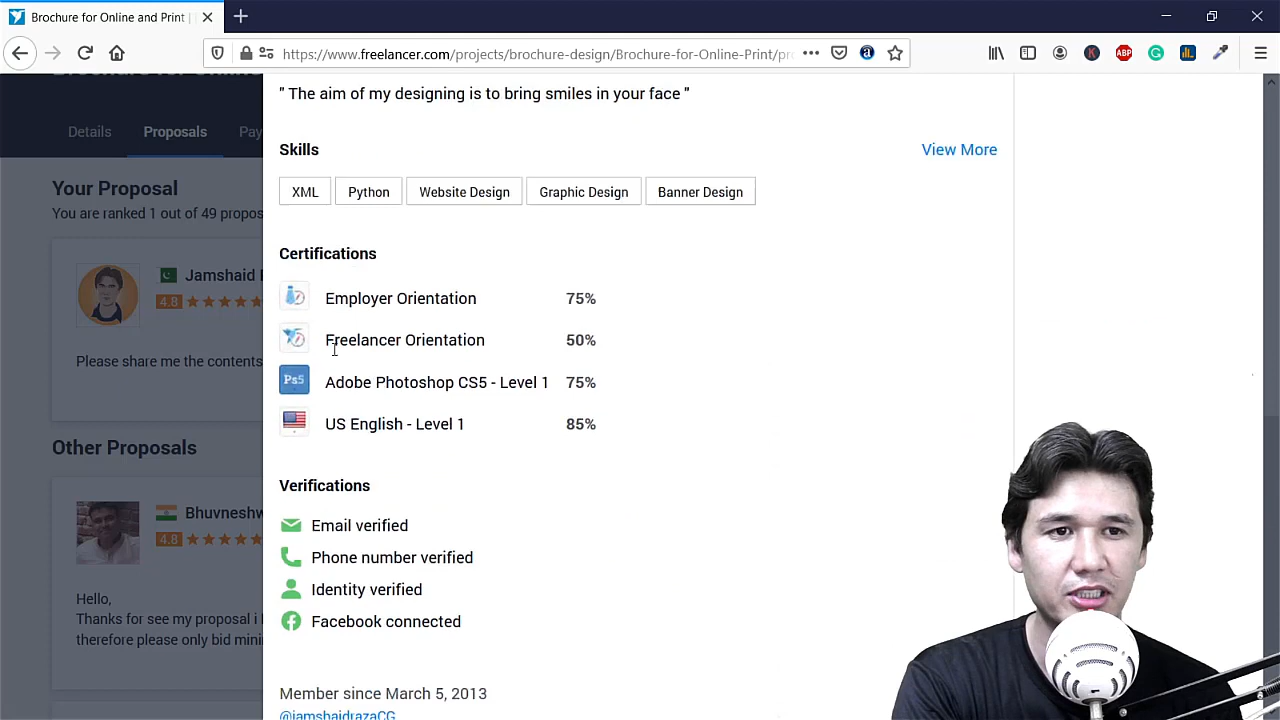 Brochure for Online and Print |
https://www.freelancer.com/projects/brochure-design/Brochure-for-Online-Print/pr
ABP
Details
Proposals
Pay
Your Proposal
You are ranked 1 out of 49 propos
Jamshaid
4.8
Please share me the contents
Other Proposals
Bhuvneshw
4.8
Hello,
Thanks for see my proposal i
therefore please only bid mini
" The aim of my designing is to bring smiles in your face "
Skills
View More
XML
Python
Website Design
Graphic Design
Banner Design
Certifications
Employer Orientation 75%
Freelancer Orientation 50%
Ps5
Adobe Photoshop CS5 - Level 1 75%
US English - Level 1 85%
Verifications
Email verified
Phone number verified
Identity verified
Facebook connected
Member since March 5, 2013
@jamshaidrazaCG